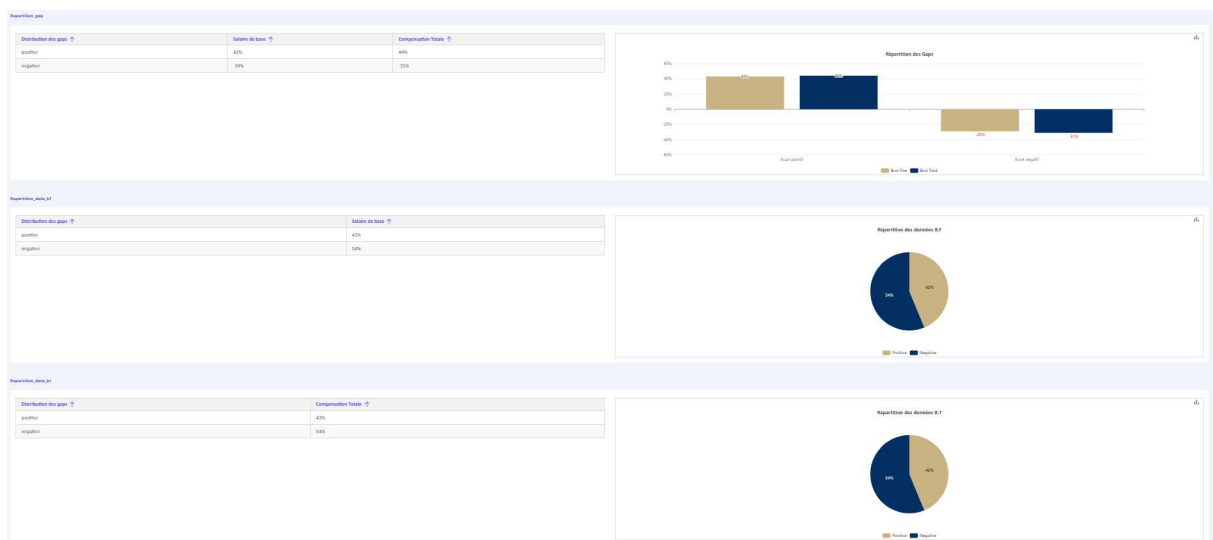 Repartition_gap
Distribution des gaps ↑ Salaire de base ↑ Compensation Totale ↑
positive 42% 44%
negative 29% 31%
Répartition des Gaps
60%
40%
20%
0%
-20%
-40%
-60%
44%
29%
31%
Ecart positif Ecart négatif
Brut Fixe Brut Total
Repartition_data_bf
Distribution des gaps ↑ Salaire de base ↑
positive 42%
negative 54%
Répartition des données B.F
54%
42%
Positive Negative
Repartition_data_bt
Distribution des gaps ↑ Compensation Totale ↑
positive 42%
negative 54%
Répartition des données B.T
54%
42%
Positive Negative